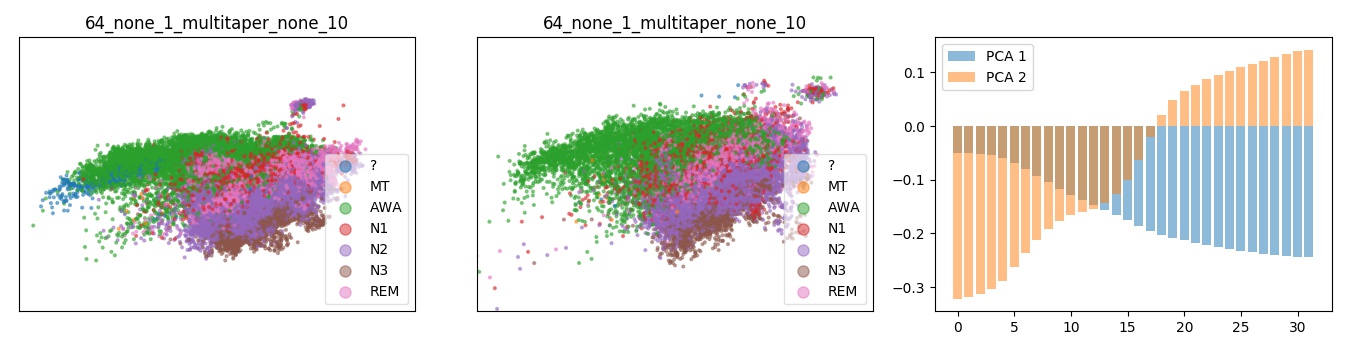 64_none_1_multitaper_none_10
?
MT
AWA
N1
N2
N3
REM
64_none_1_multitaper_none_10
?
MT
AWA
N1
N2
N3
REM
PCA 1
PCA 2
0.1
0.0
−0.1
−0.2
−0.3
0 5 10 15 20 25 30